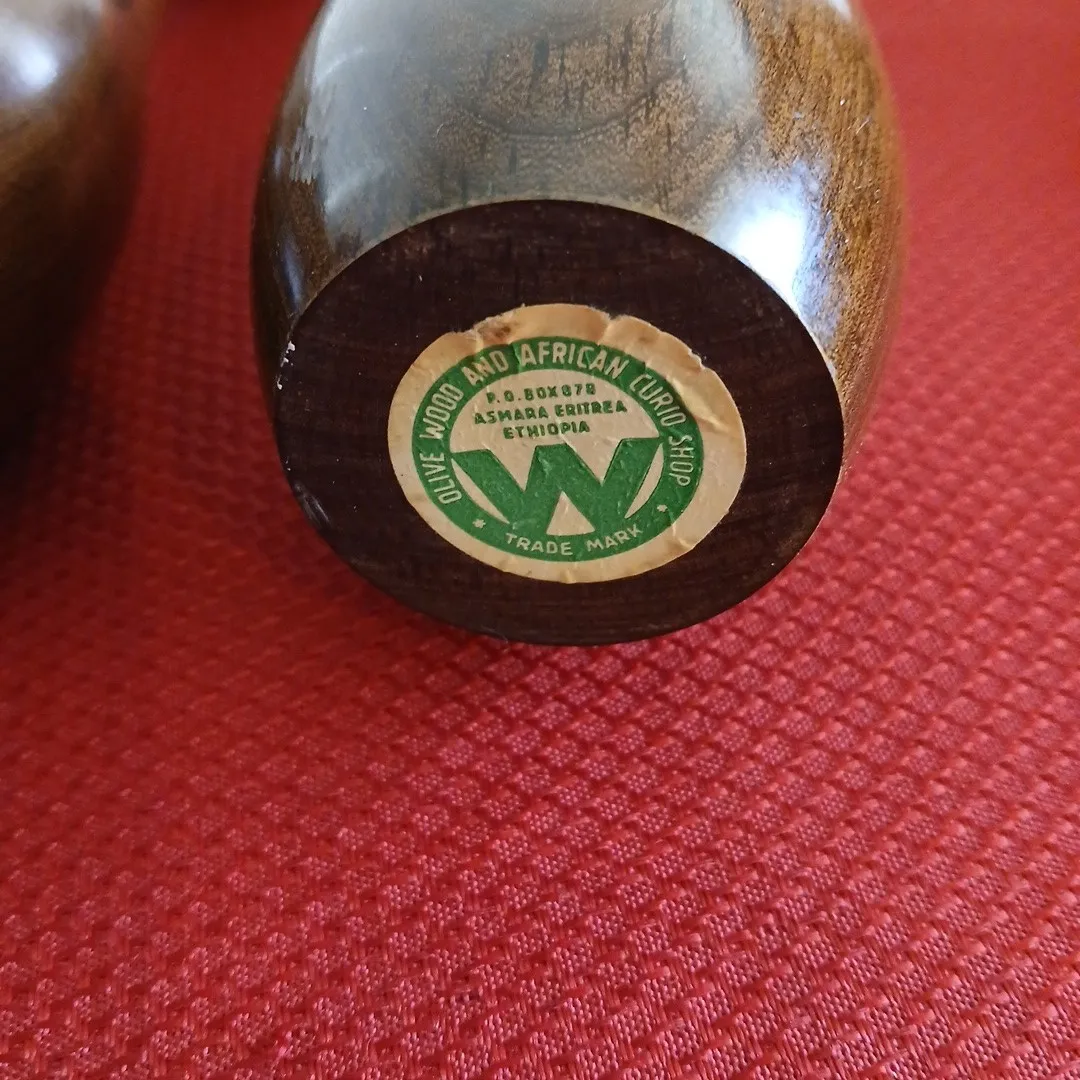 OLIVE WOOD AND AFRICAN CURIO SHOP
P.O. BOX 878
ASMARA ERITREA
ETHIOPIA
W
TRADE MARK